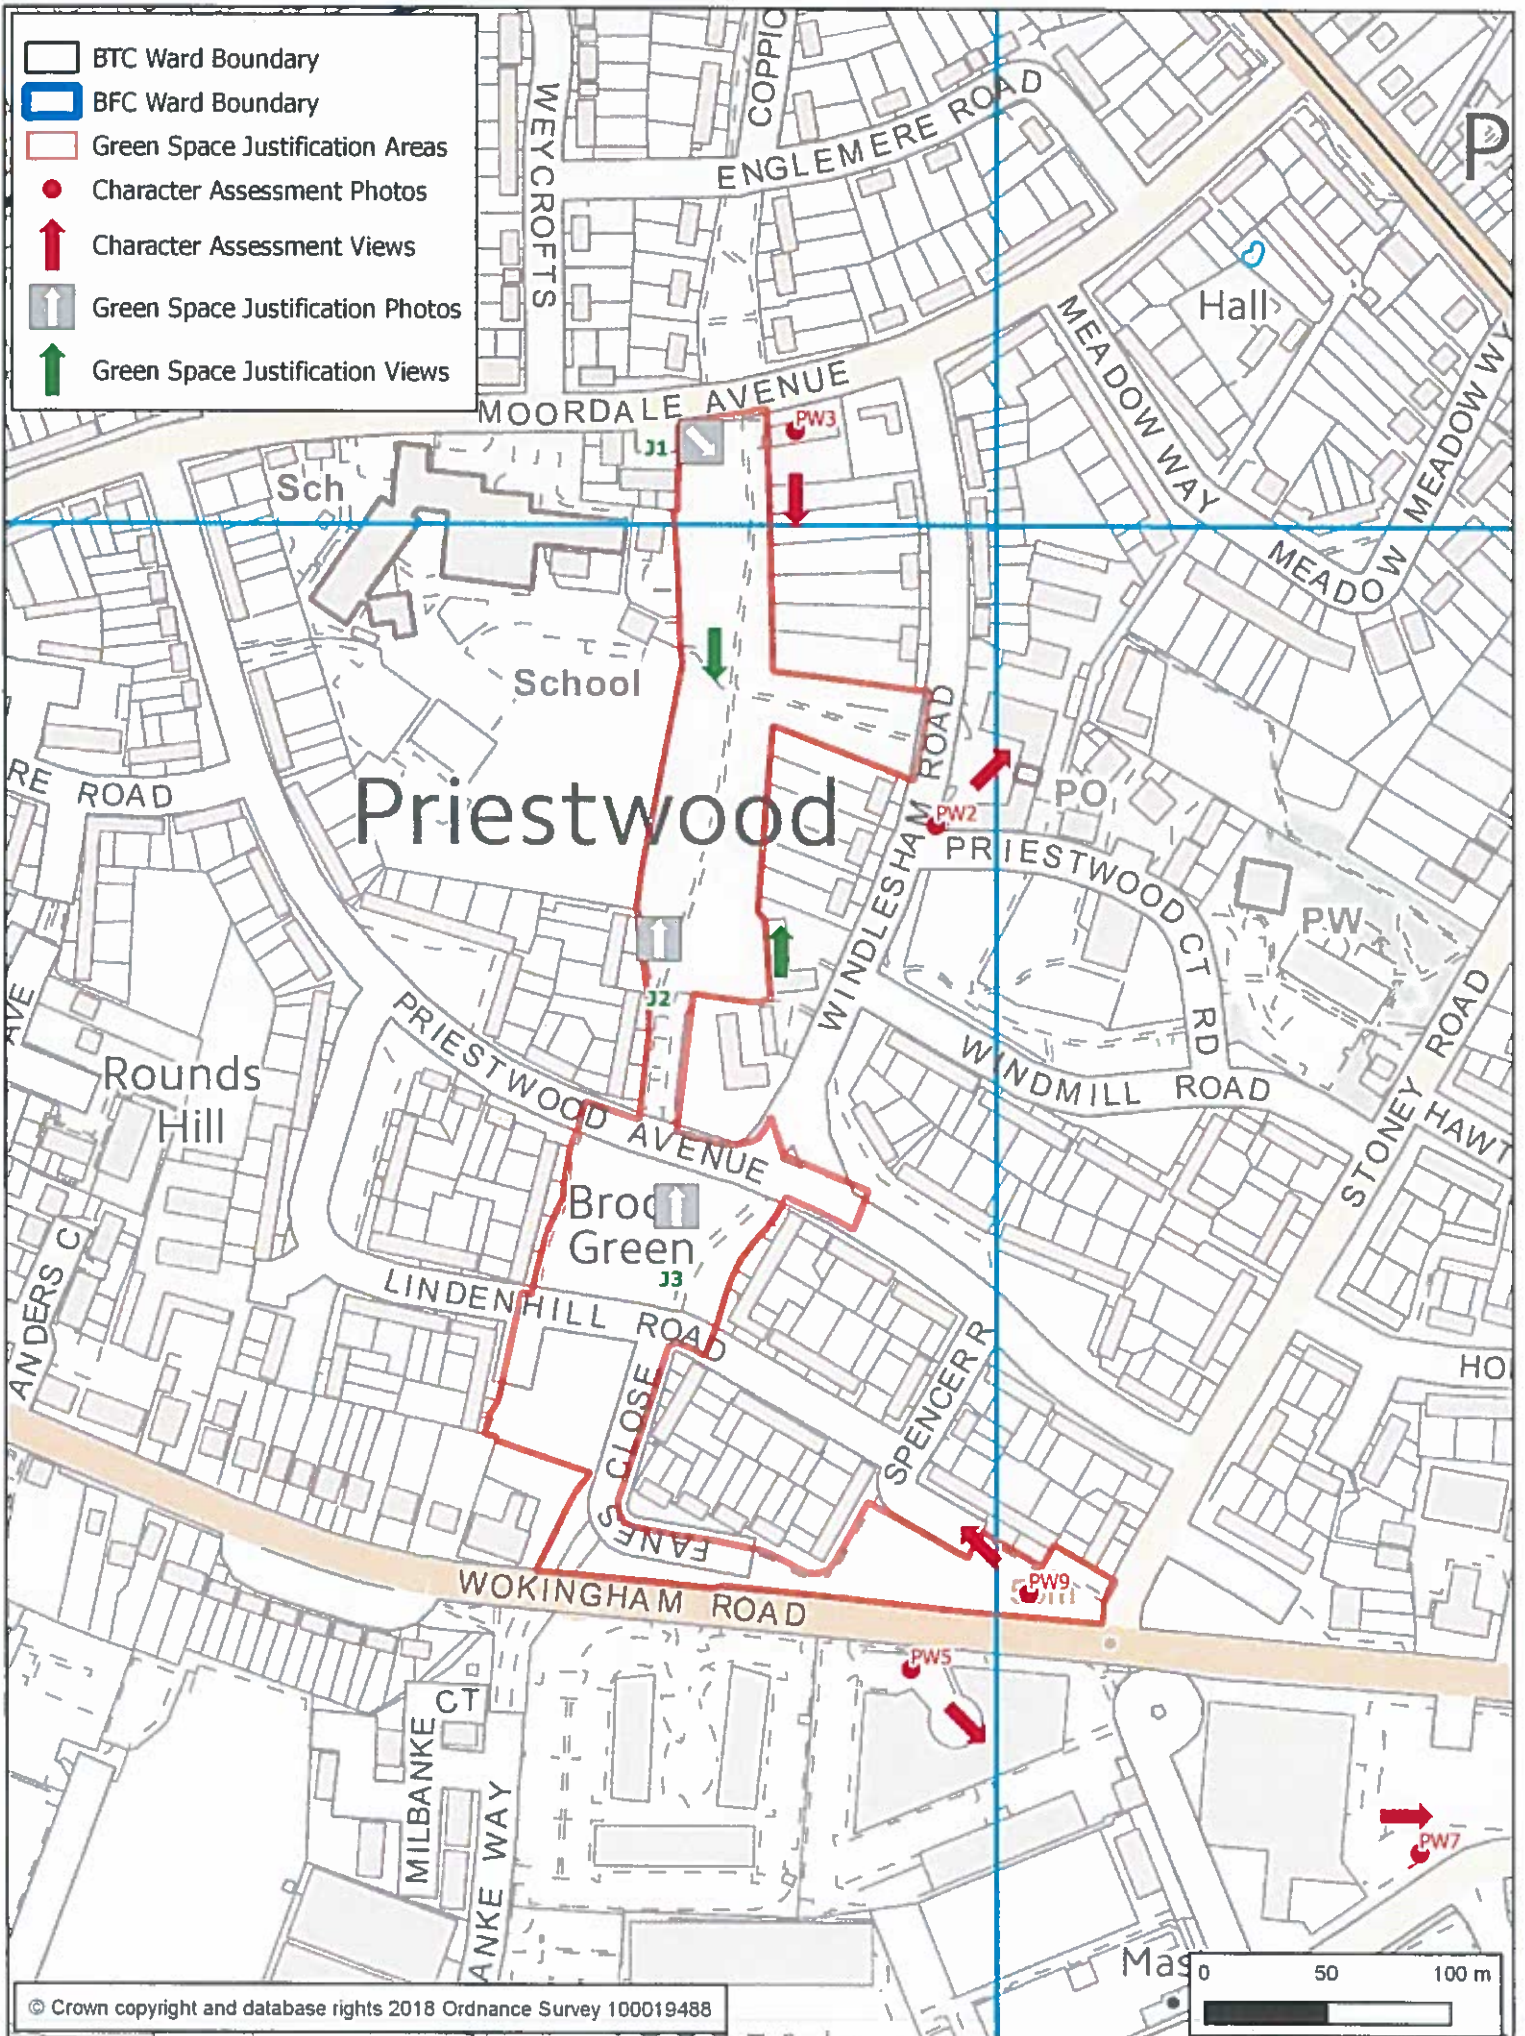 BTC Ward Boundary
BFC Ward Boundary
Green Space Justification Areas
Character Assessment Photos
Character Assessment Views
Green Space Justification Photos
Green Space Justification Views
WEYCROFTS
COPPIC
ENGLEMERE ROAD
P
Hall
MEADOW WAY
MEADOW WY
MEADOW
MOORDALE AVENUE
PW3
J1
Sch
School
RE ROAD
Priestwood
WINDLESHAM ROAD
PO
PW2
PRIESTWOOD CT RD
PW
J2
AVE
Rounds
Hill
PRIESTWOOD AVENUE
WINDMILL ROAD
STONEY ROAD
HAWT
Broc
Green
J3
ANDERS C
LINDENHILL ROAD
HO
FANES CLOSE
SPENCER R
PW9
WOKINGHAM ROAD
PW5
CT
MILBANKE
ANKE WAY
PW7
Mas
0 50 100 m
© Crown copyright and database rights 2018 Ordnance Survey 100019488